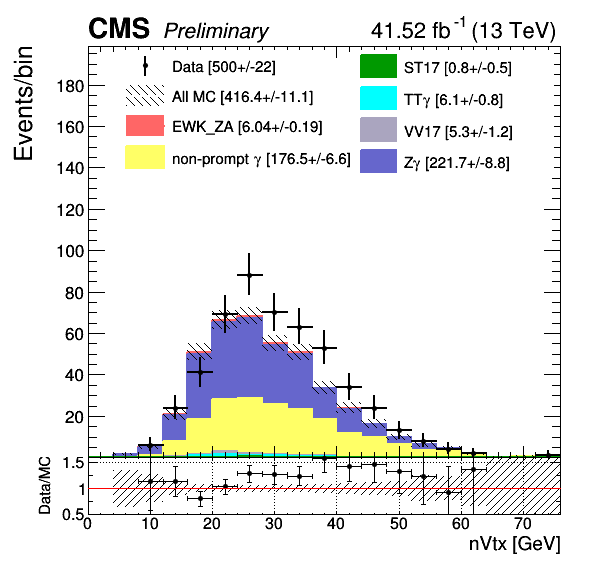 CMS Preliminary 41.52 fb⁻¹ (13 TeV)
Events/bin
Data [500+/-22]
All MC [416.4+/-11.1]
EWK_ZA [6.04+/-0.19]
non-prompt γ [176.5+/-6.6]
ST17 [0.8+/-0.5]
TTγ [6.1+/-0.8]
VV17 [5.3+/-1.2]
Zγ [221.7+/-8.8]
180
160
140
120
100
80
60
40
20
Data/MC
1.5
1
0.5
0 10 20 30 40 50 60 70
nVtx [GeV]